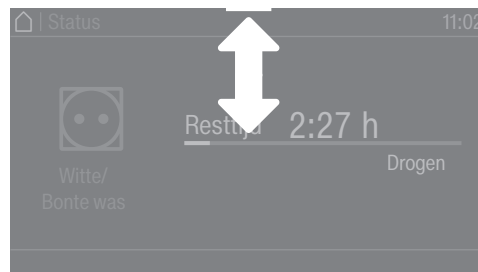 | Status 11:02
Resttijd 2:27 h
Drogen
Witte/
Bonte was